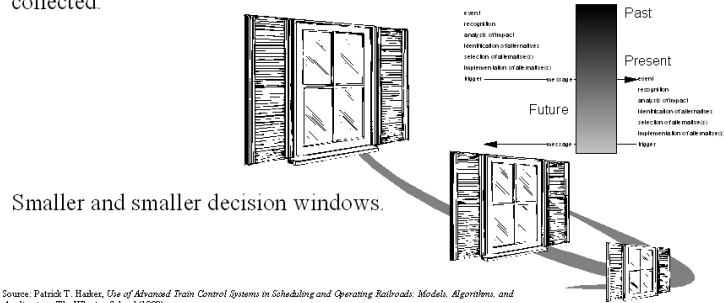 collected.
event
recognition
analysis of impact
identification of alternatives
selection of alternative(s)
implementation of alternative(s)
trigger
message
Past
Present
event
recognition
analysis of impact
identification of alternatives
selection of alternative(s)
implementation of alternative(s)
trigger
Future
message
Smaller and smaller decision windows.
Source: Patrick T. Harker, Use of Advanced Train Control Systems in Scheduling and Operating Railroads: Models, Algorithms, and